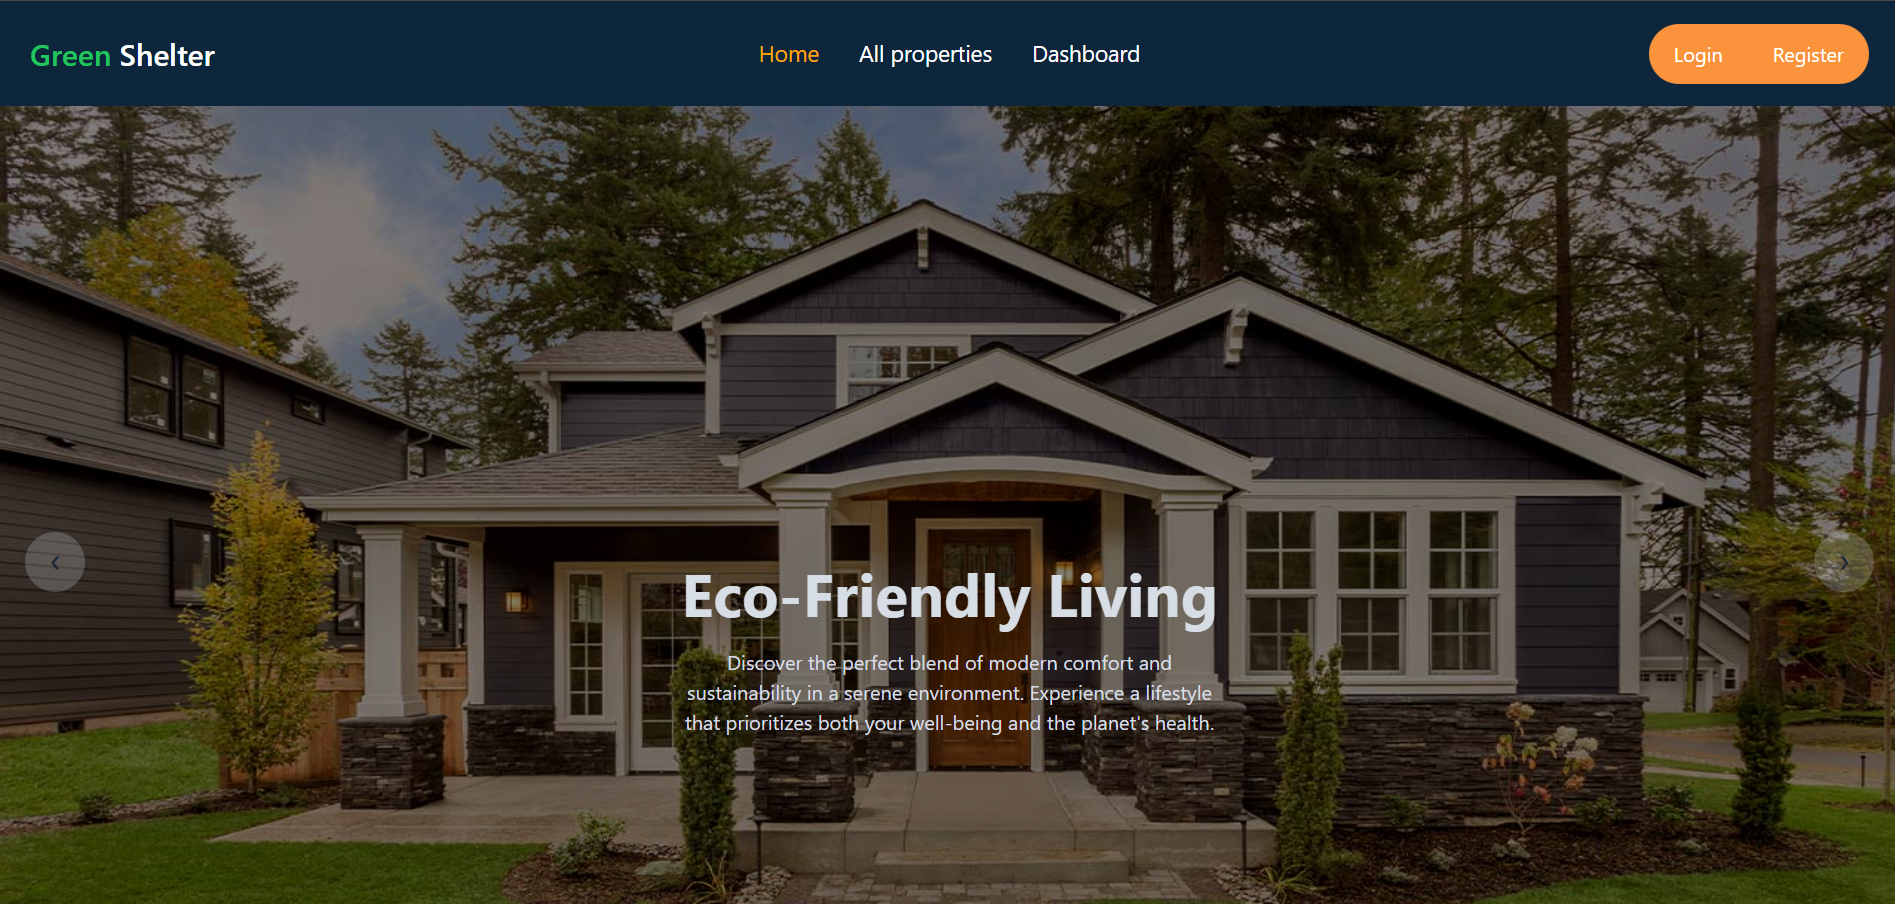 Green Shelter
Home
All properties
Dashboard
Login
Register
Eco-Friendly Living
Discover the perfect blend of modern comfort and
sustainability in a serene environment. Experience a lifestyle
that prioritizes both your well-being and the planet's health.